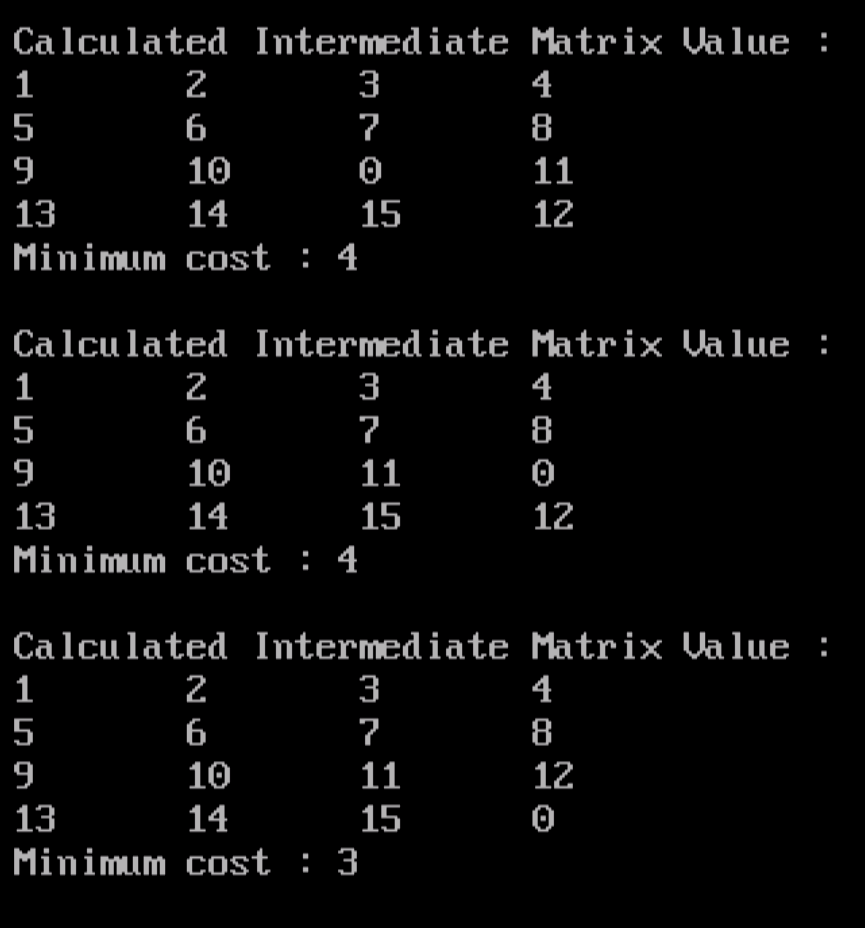 Calculated Intermediate Matrix Value :
1 2 3 4
5 6 7 8
9 10 0 11
13 14 15 12
Minimum cost : 4
Calculated Intermediate Matrix Value :
1 2 3 4
5 6 7 8
9 10 11 0
13 14 15 12
Minimum cost : 4
Calculated Intermediate Matrix Value :
1 2 3 4
5 6 7 8
9 10 11 12
13 14 15 0
Minimum cost : 3